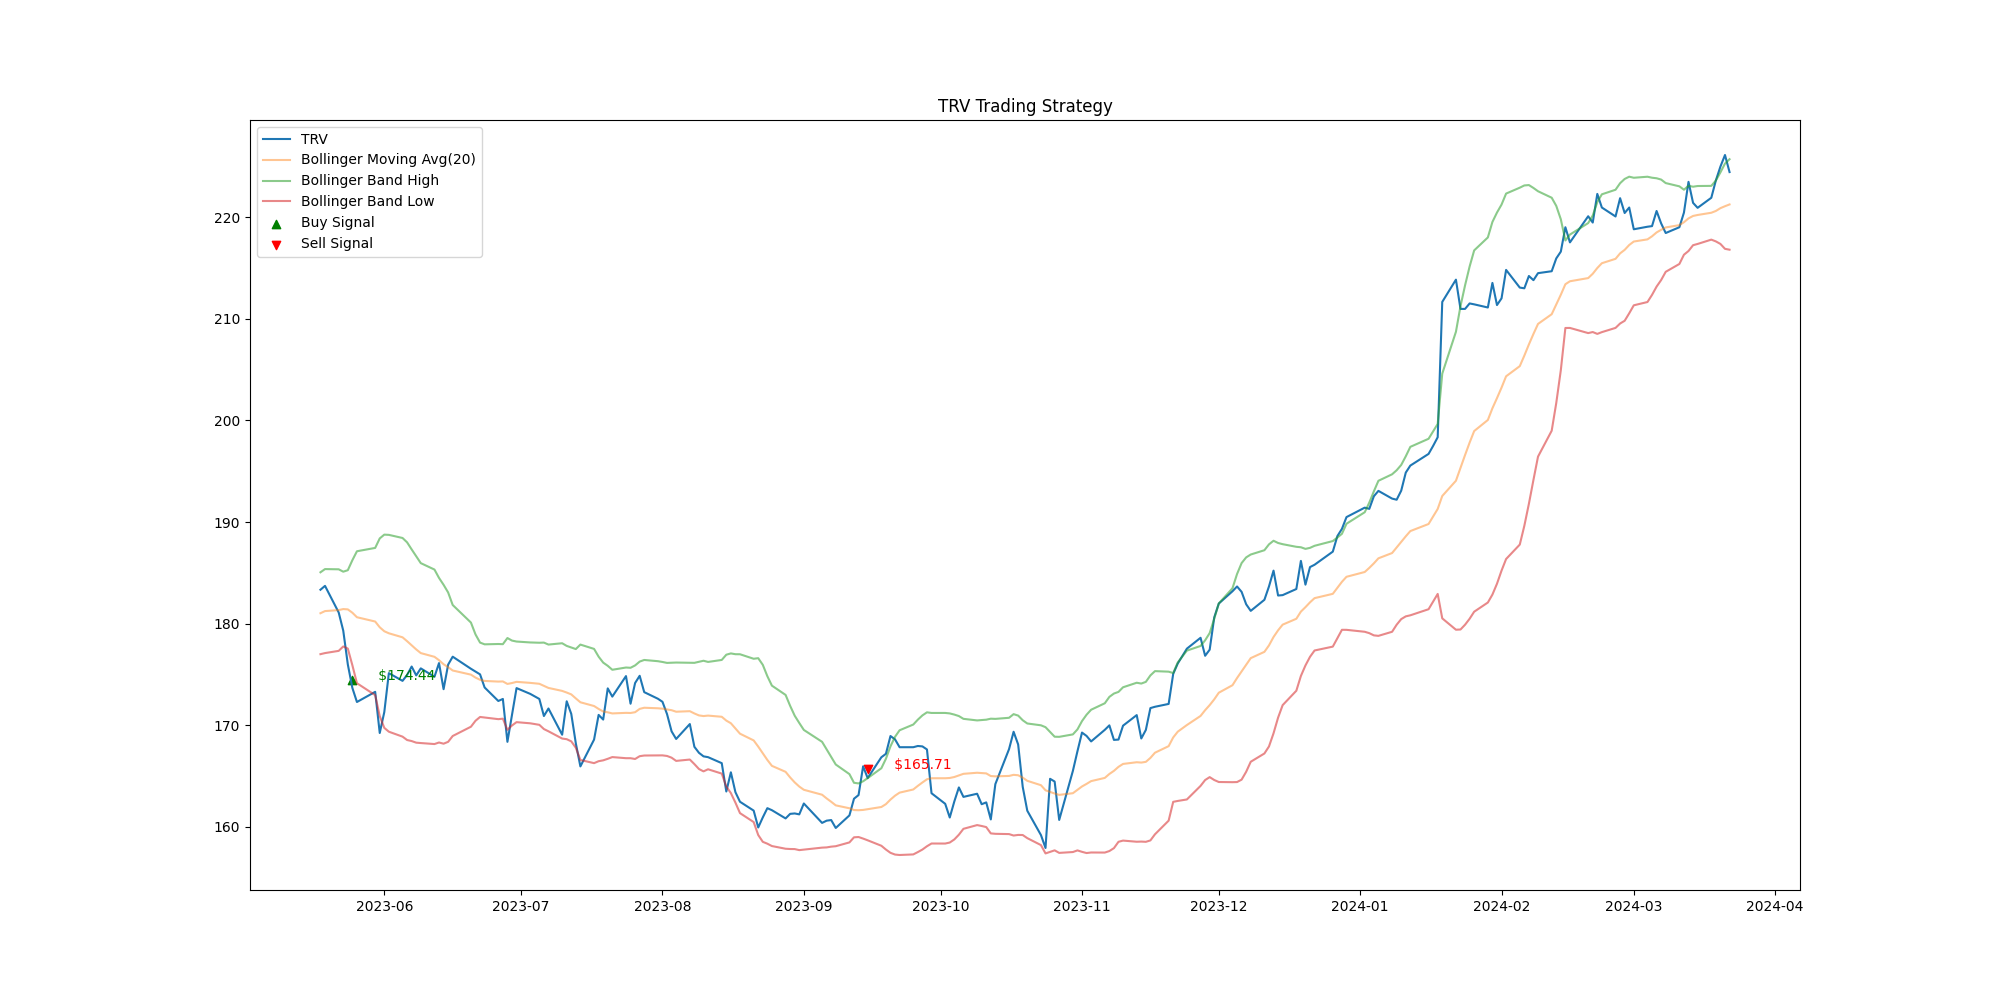 TRV Trading Strategy
TRV
Bollinger Moving Avg(20)
Bollinger Band High
Bollinger Band Low
Buy Signal
Sell Signal
220
210
200
190
180
170
160
$174.44
$165.71
2023-06
2023-07
2023-08
2023-09
2023-10
2023-11
2023-12
2024-01
2024-02
2024-03
2024-04